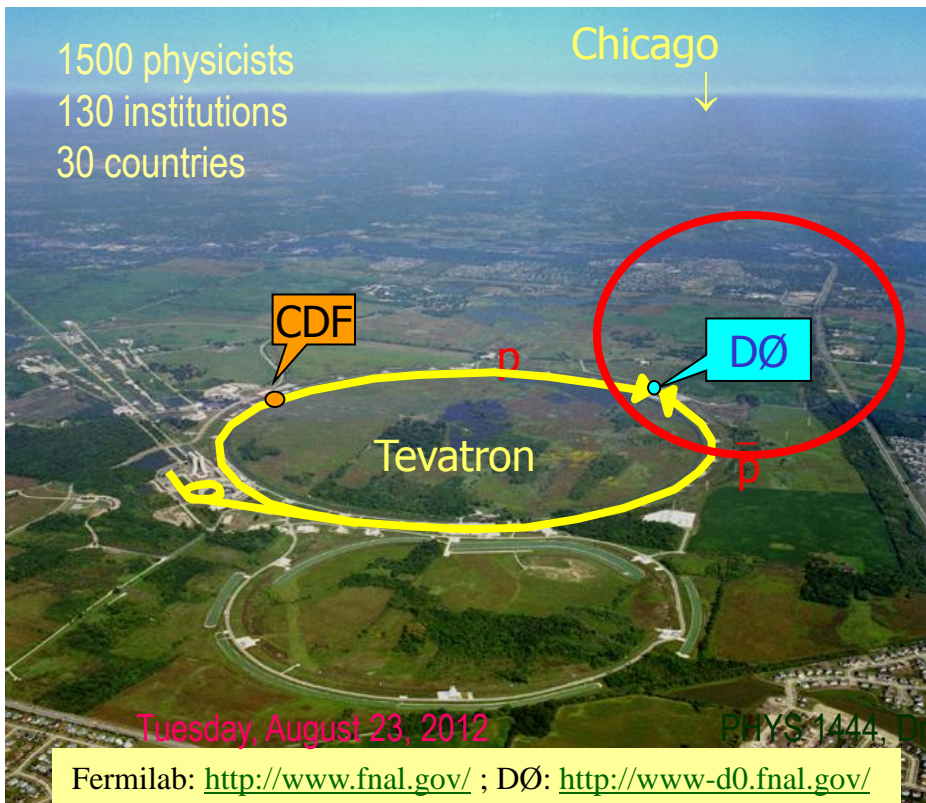 1500 physicists
130 institutions
30 countries
Chicago
↓
CDF
p
DØ
Tevatron
p̅
Tuesday, August 23, 2012
PHYS 1444,
Fermilab: http://www.fnal.gov/ ; DØ: http://www-d0.fnal.gov/